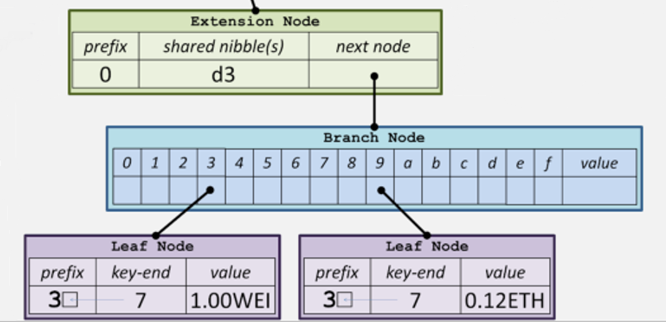 Extension Node
prefix shared nibble(s) next node
0 d3
Branch Node
0 1 2 3 4 5 6 7 8 9 a b c d e f value
Leaf Node Leaf Node
prefix key-end value prefix key-end value
3□ 7 1.00WEI 3□ 7 0.12ETH